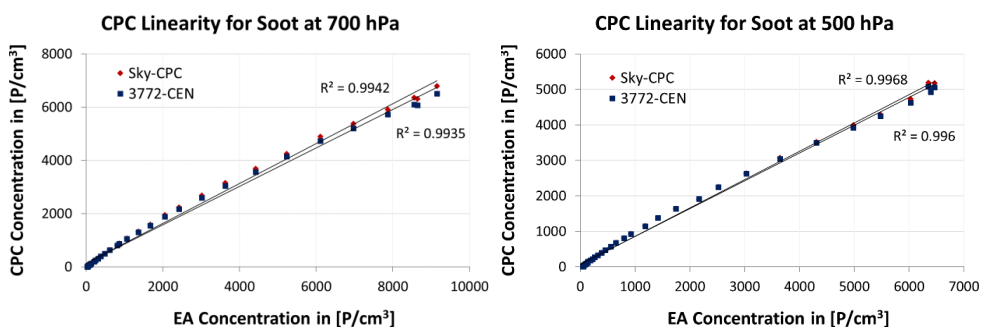 CPC Linearity for Soot at 700 hPa
CPC Concentration in [P/cm³]
8000
6000
4000
2000
0
Sky-CPC
3772-CEN
R² = 0.9942
R² = 0.9935
0 2000 4000 6000 8000 10000
EA Concentration in [P/cm³]
CPC Linearity for Soot at 500 hPa
CPC Concentration in [P/cm³]
6000
5000
4000
3000
2000
1000
0
Sky-CPC
3772-CEN
R² = 0.9968
R² = 0.996
0 1000 2000 3000 4000 5000 6000 7000
EA Concentration in [P/cm³]